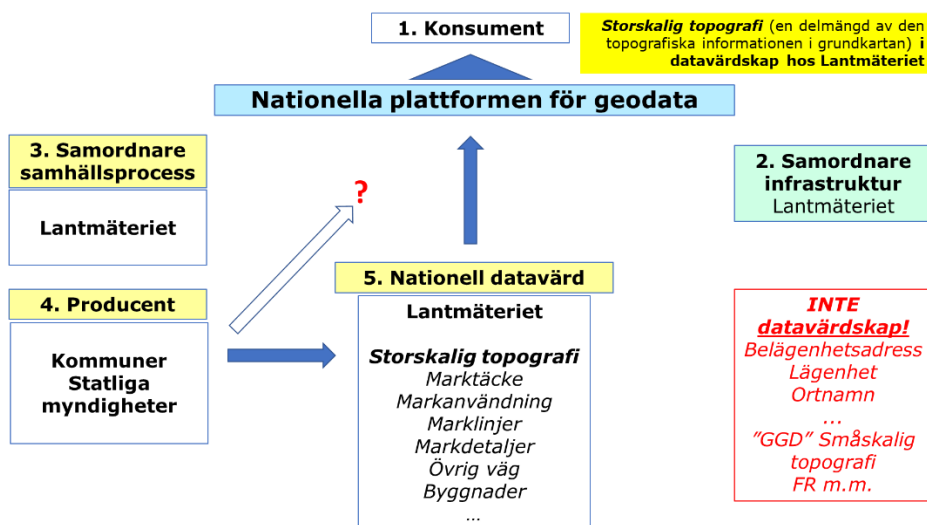 1. Konsument
Storskalig topografi (en delmängd av den
topografiska informationen i grundkartan) i
datavärdskap hos Lantmäteriet
Nationella plattformen för geodata
3. Samordnare
samhällsprocess
Lantmäteriet
?
2. Samordnare
infrastruktur
Lantmäteriet
4. Producent
Kommuner
Statliga
myndigheter
5. Nationell datavärd
Lantmäteriet
Storskalig topografi
Marktäcke
Markanvändning
Marklinjer
Markdetaljer
Övrig väg
Byggnader
...
INTE
datavärdskap!
Belägenhetsadress
Lägenhet
Ortnamn
...
”GGD” Småskalig
topografi
FR m.m.